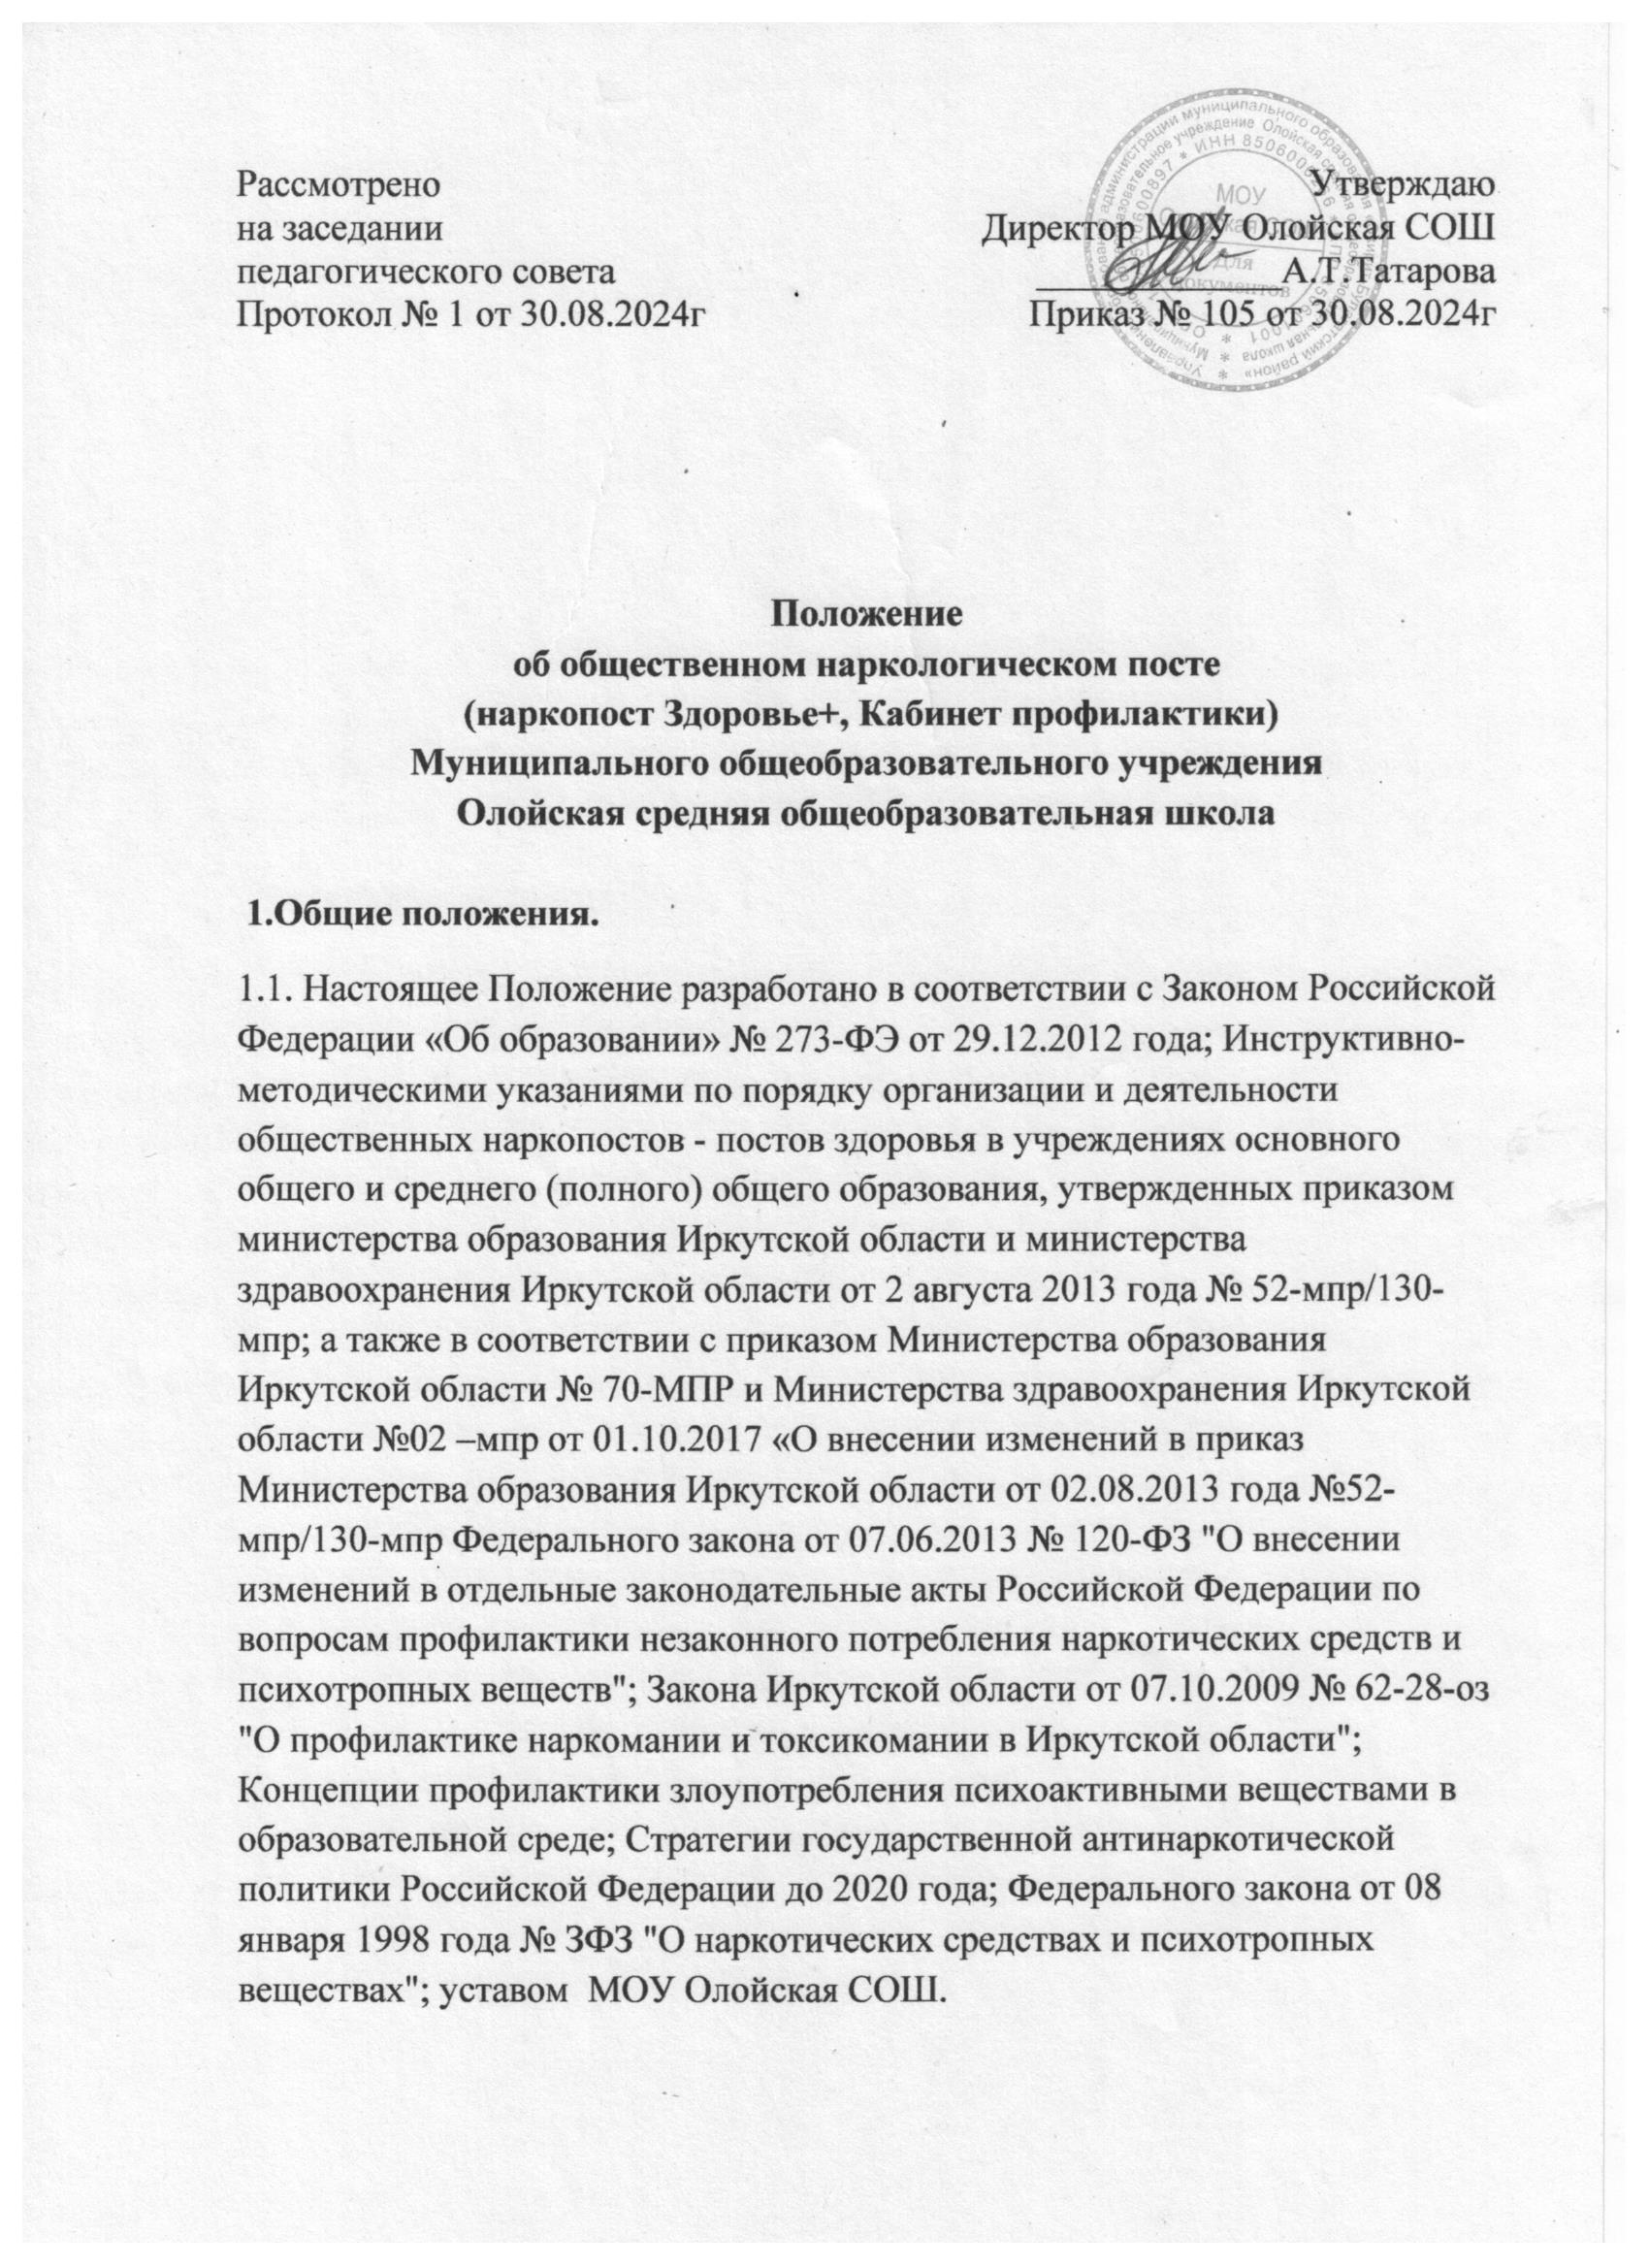 Рассмотрено
на заседании
педагогического совета
Протокол № 1 от 30.08.2024г
Утверждаю
Директор МОУ Олойская СОШ
А.Т.Татарова
Приказ № 105 от 30.08.2024г
МОУ
Для
документов
Положение
об общественном наркологическом посте
(наркопост Здоровье+, Кабинет профилактики)
Муниципального общеобразовательного учреждения
Олойская средняя общеобразовательная школа
1.Общие положения.
1.1. Настоящее Положение разработано в соответствии с Законом Российской
Федерации «Об образовании» № 273-ФЭ от 29.12.2012 года; Инструктивно-
методическими указаниями по порядку организации и деятельности
общественных наркопостов - постов здоровья в учреждениях основного
общего и среднего (полного) общего образования, утвержденных приказом
министерства образования Иркутской области и министерства
здравоохранения Иркутской области от 2 августа 2013 года № 52-мпр/130-
мпр; а также в соответствии с приказом Министерства образования
Иркутской области № 70-МПР и Министерства здравоохранения Иркутской
области №02 –мпр от 01.10.2017 «О внесении изменений в приказ
Министерства образования Иркутской области от 02.08.2013 года №52-
мпр/130-мпр Федерального закона от 07.06.2013 № 120-ФЗ "О внесении
изменений в отдельные законодательные акты Российской Федерации по
вопросам профилактики незаконного потребления наркотических средств и
психотропных веществ"; Закона Иркутской области от 07.10.2009 № 62-28-оз
"О профилактике наркомании и токсикомании в Иркутской области";
Концепции профилактики злоупотребления психоактивными веществами в
образовательной среде; Стратегии государственной антинаркотической
политики Российской Федерации до 2020 года; Федерального закона от 08
января 1998 года № 3ФЗ "О наркотических средствах и психотропных
веществах"; уставом  МОУ Олойская СОШ.